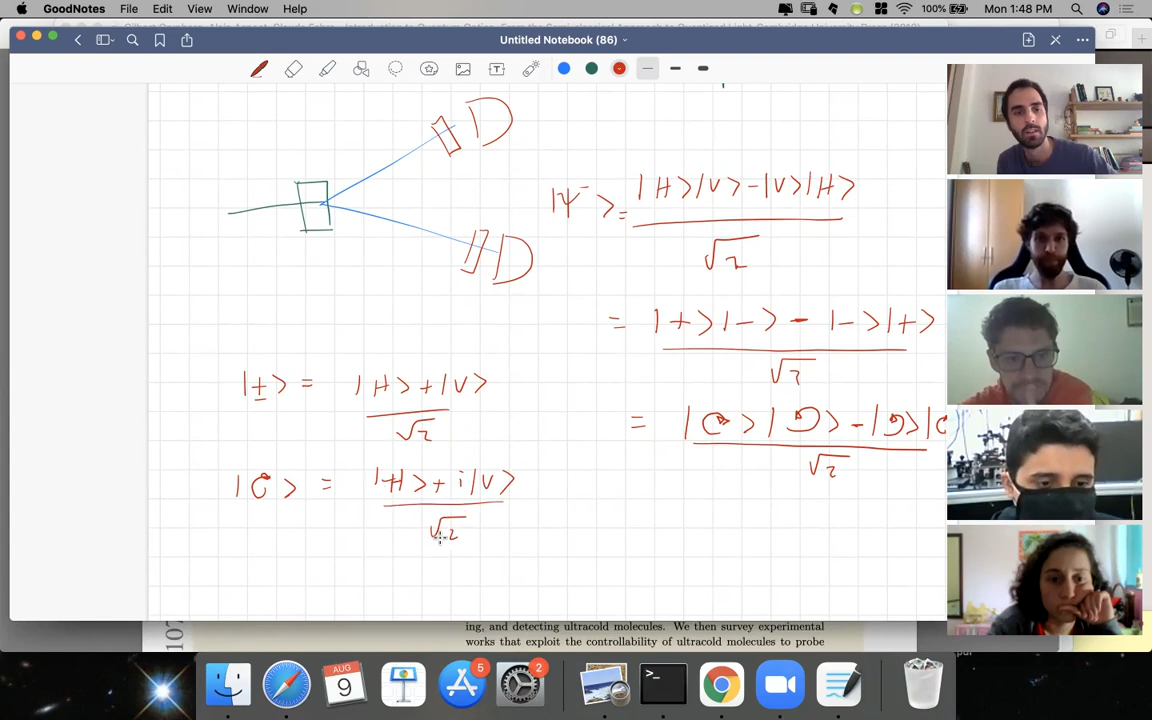 GoodNotes File Edit View Window Help 100% Mon 1:48 PM
Untitled Notebook (86)
D
D
|Ψ⁻> = |H>|V> - |V>|H>
√2
= |+>|-> - |->|+>
√2
|±> = |H> + |V>
√2
|H> + i|V>
√2
√2
107
ing, and detecting ultracold molecules. We then survey experimental
works that exploit the controllability of ultracold molecules to probe
AUG
9
5
2